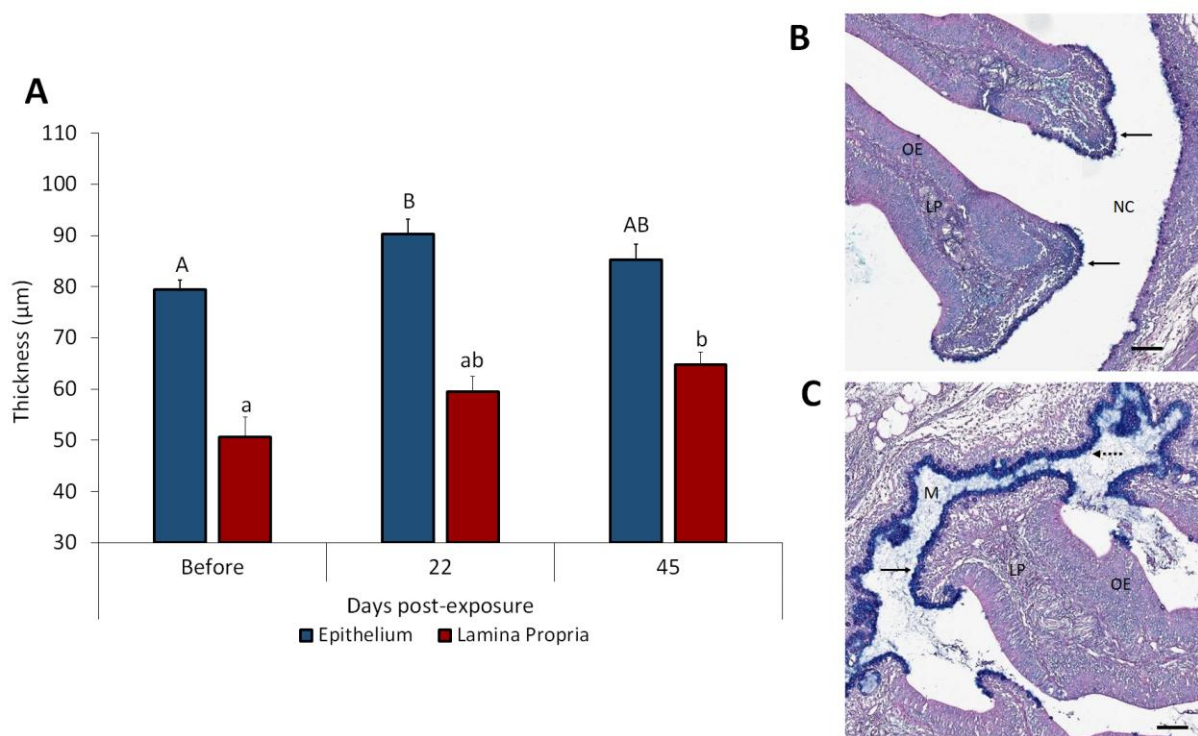 A
110
100
90
80
70
60
50
40
30
Thickness (µm)
A
a
B
ab
AB
b
Before
22
45
Days post-exposure
Epithelium
Lamina Propria
B
OE
LP
NC
C
M
LP
OE